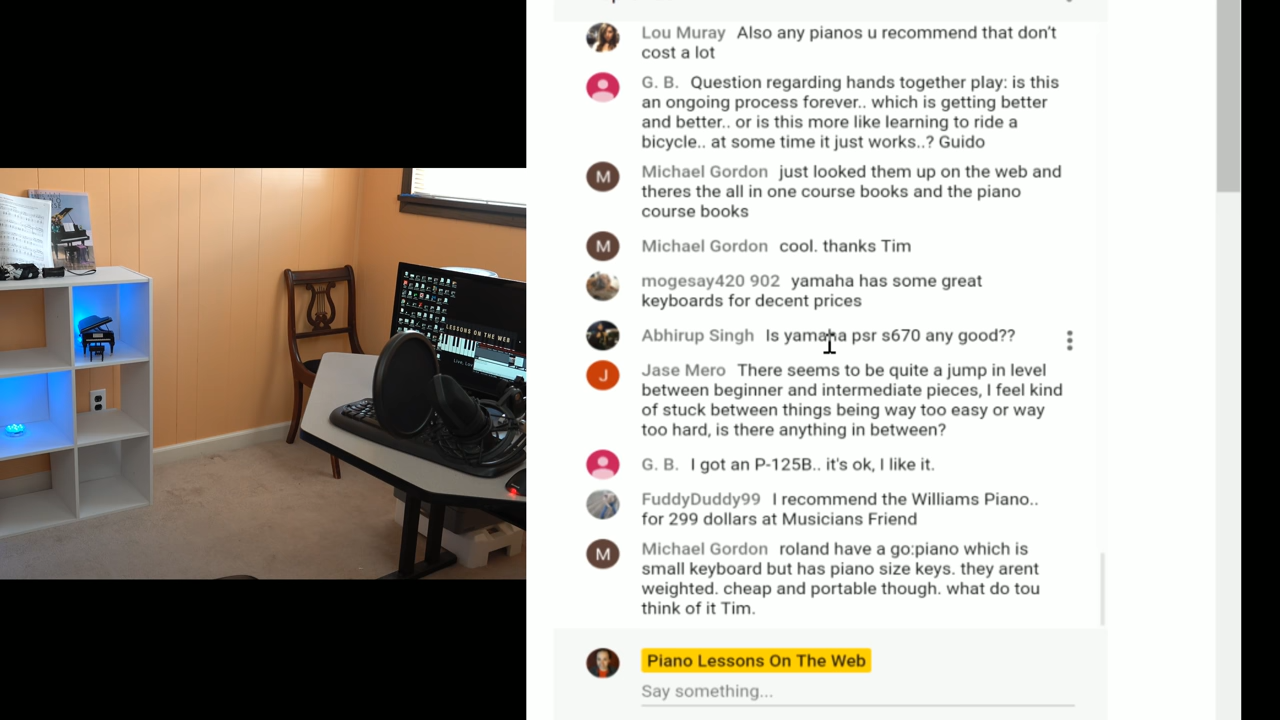 Lou Muray Also any pianos u recommend that don't
cost a lot
G. B. Question regarding hands together play: is this
an ongoing process forever.. which is getting better
and better.. or is this more like learning to ride a
bicycle.. at some time it just works..? Guido
M Michael Gordon just looked them up on the web and
theres the all in one course books and the piano
course books
M Michael Gordon cool. thanks Tim
mogesay420 902 yamaha has some great
keyboards for decent prices
Abhirup Singh Is yamaha psr s670 any good??
J Jase Mero There seems to be quite a jump in level
between beginner and intermediate pieces, I feel kind
of stuck between things being way too easy or way
too hard, is there anything in between?
G. B. I got an P-125B.. it's ok, I like it.
FuddyDuddy99 I recommend the Williams Piano..
for 299 dollars at Musicians Friend
M Michael Gordon roland have a go:piano which is
small keyboard but has piano size keys. they arent
weighted. cheap and portable though. what do tou
think of it Tim.
Piano Lessons On The Web
Say something...
LESSONS ON THE WEB